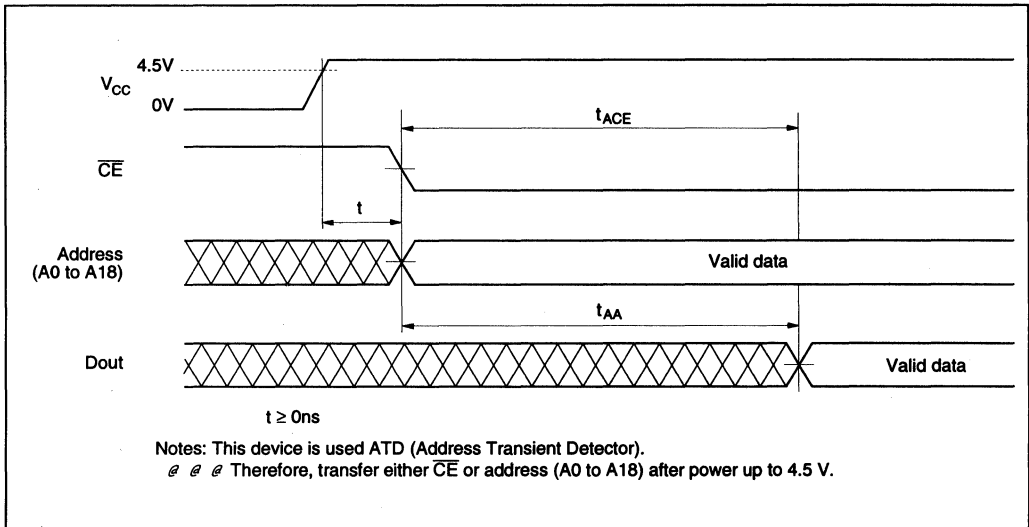 4.5V
VCC
0V
tACE
CE
t
Address
(A0 to A18)
Valid data
tAA
Dout
Valid data
t ≥ 0ns
Notes: This device is used ATD (Address Transient Detector).
@ @ @ Therefore, transfer either CE or address (A0 to A18) after power up to 4.5 V.